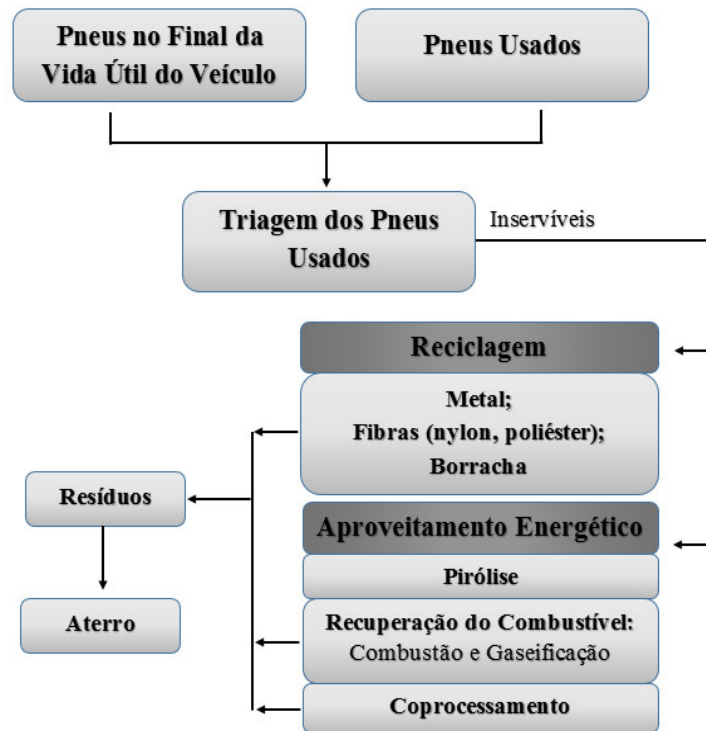 Pneus no Final da
Vida Útil do Veículo
Pneus Usados
Triagem dos Pneus
Usados
Inservíveis
Reciclagem
Metal;
Fibras (nylon, poliéster);
Borracha
Resíduos
Aproveitamento Energético
Pirólise
Aterro
Recuperação do Combustível:
Combustão e Gaseificação
Coprocessamento